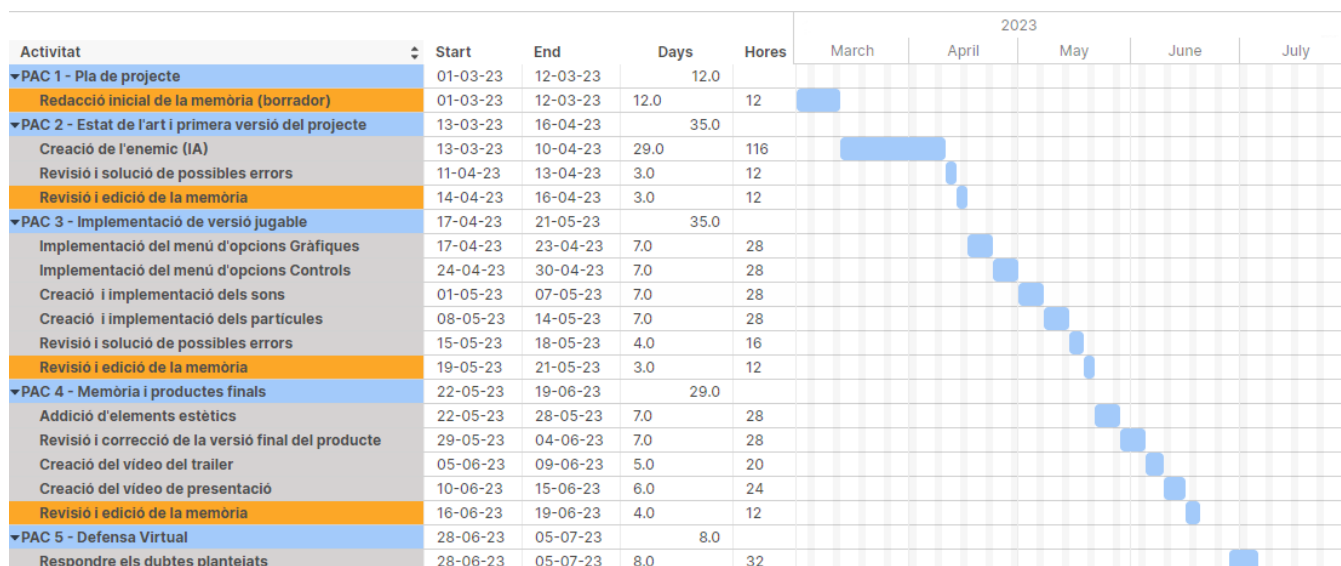 2023
Activitat Start End Days Hores March April May June July
PAC 1 - Pla de projecte 01-03-23 12-03-23 12.0
Redacció inicial de la memòria (borrador) 01-03-23 12-03-23 12.0 12
PAC 2 - Estat de l'art i primera versió del projecte 13-03-23 16-04-23 35.0
Creació de l'enemic (IA) 13-03-23 10-04-23 29.0 116
Revisió i solució de possibles errors 11-04-23 13-04-23 3.0 12
Revisió i edició de la memòria 14-04-23 16-04-23 3.0 12
PAC 3 - Implementació de versió jugable 17-04-23 21-05-23 35.0
Implementació del menú d'opcions Gràfiques 17-04-23 23-04-23 7.0 28
Implementació del menú d'opcions Controls 24-04-23 30-04-23 7.0 28
Creació i implementació dels sons 01-05-23 07-05-23 7.0 28
Creació i implementació dels partícules 08-05-23 14-05-23 7.0 28
Revisió i solució de possibles errors 15-05-23 18-05-23 4.0 16
Revisió i edició de la memòria 19-05-23 21-05-23 3.0 12
PAC 4 - Memòria i productes finals 22-05-23 19-06-23 29.0
Addició d'elements estètics 22-05-23 28-05-23 7.0 28
Revisió i correcció de la versió final del producte 29-05-23 04-06-23 7.0 28
Creació del vídeo del trailer 05-06-23 09-06-23 5.0 20
Creació del vídeo de presentació 10-06-23 15-06-23 6.0 24
Revisió i edició de la memòria 16-06-23 19-06-23 4.0 12
PAC 5 - Defensa Virtual 28-06-23 05-07-23 8.0
Respondre els dubtes plantejats 28-06-23 05-07-23 8.0 32